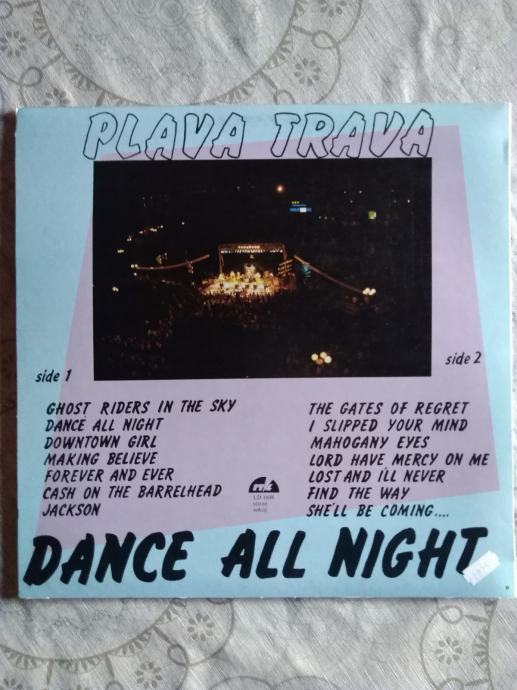 PLAVA TRAVA
side 1
GHOST RIDERS IN THE SKY
DANCE ALL NIGHT
DOWNTOWN GIRL
MAKING BELIEVE
FOREVER AND EVER
CASH ON THE BARRELHEAD
JACKSON
side 2
THE GATES OF REGRET
I SLIPPED YOUR MIND
MAHOGANY EYES
LORD HAVE MERCY ON ME
LOST AND I'LL NEVER
FIND THE WAY
SHE'LL BE COMING....
stereo
DANCE ALL NIGHT